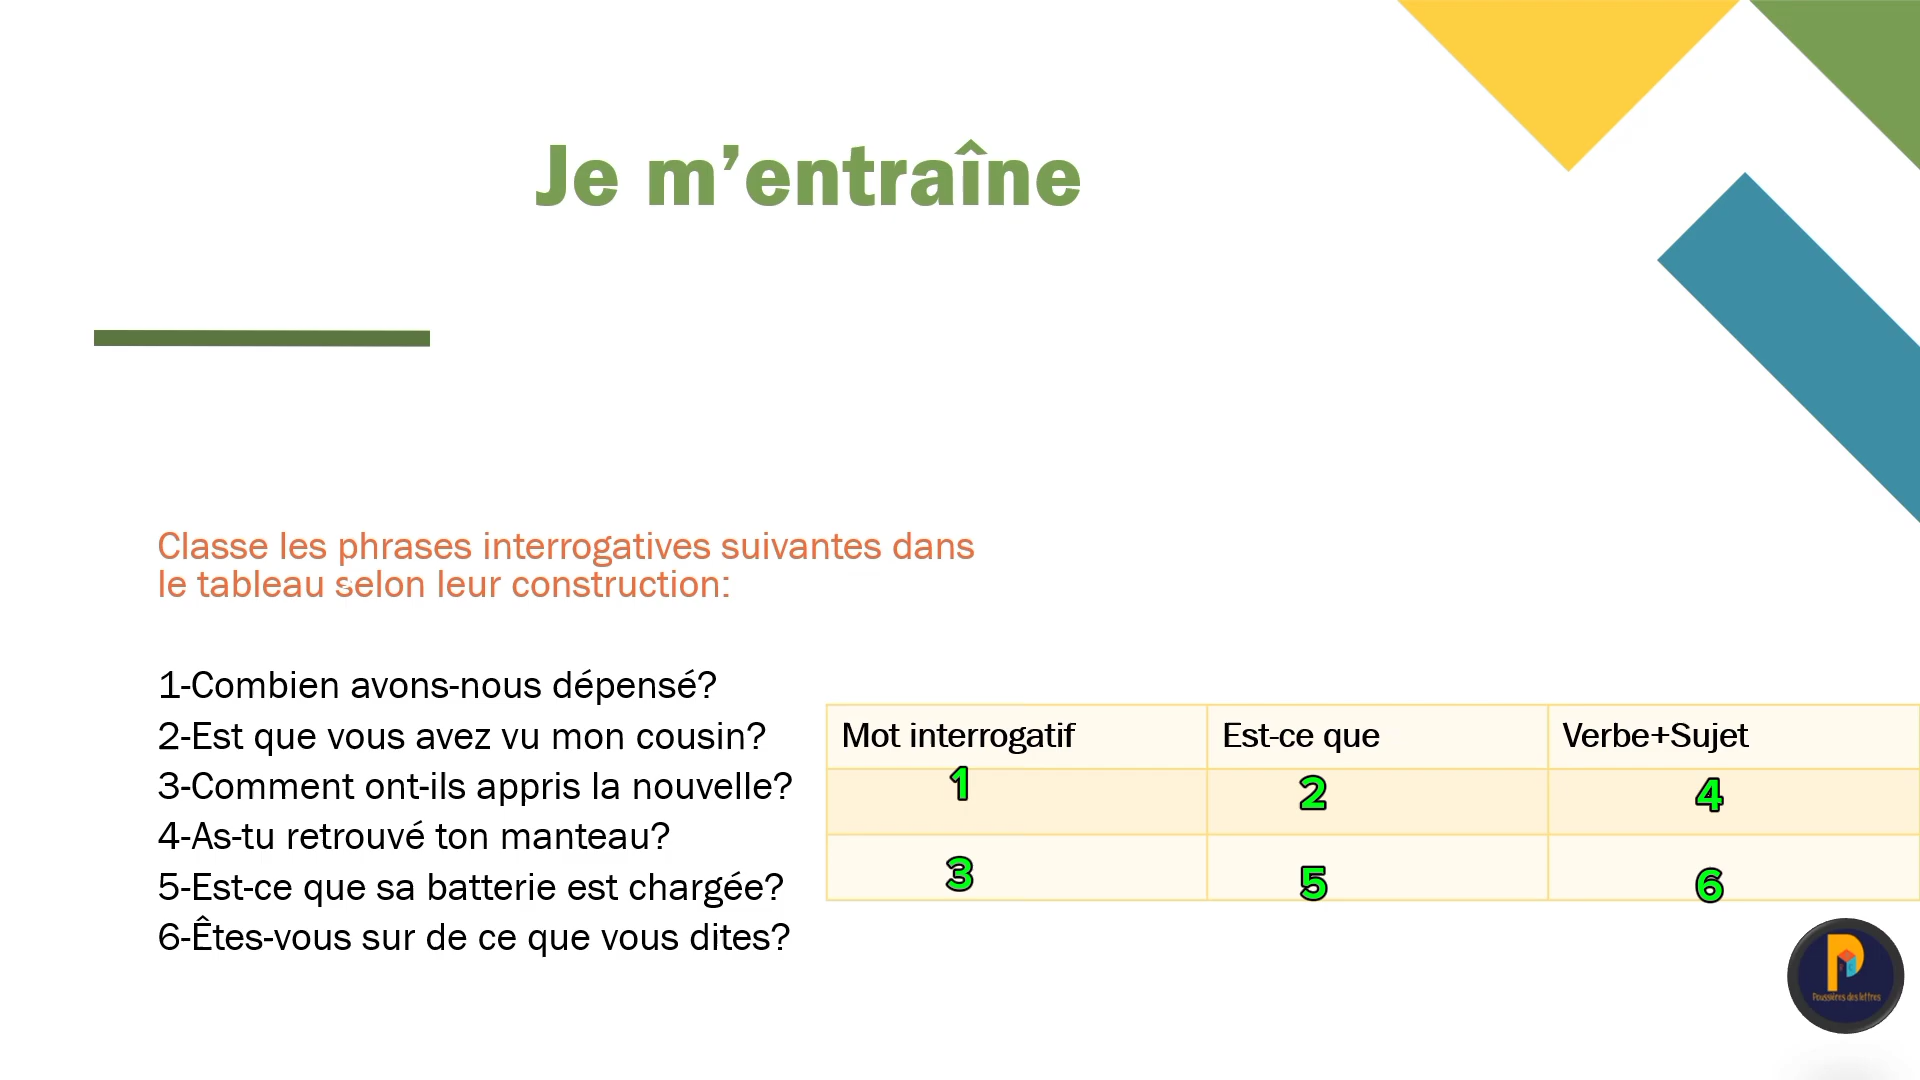 Je m’entraîne
Classe les phrases interrogatives suivantes dans
le tableau selon leur construction:
1-Combien avons-nous dépensé?
2-Est que vous avez vu mon cousin?
3-Comment ont-ils appris la nouvelle?
4-As-tu retrouvé ton manteau?
5-Est-ce que sa batterie est chargée?
6-Êtes-vous sur de ce que vous dites?
Mot interrogatif Est-ce que Verbe+Sujet
1 2 4
3 5 6
P
Poussières des lettres